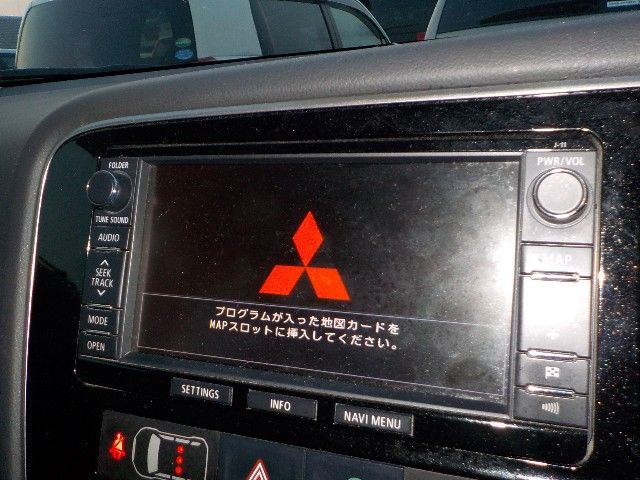 J-11
FOLDER
PWR/VOL
TUNE SOUND
AUDIO
SEEK
TRACK
MAP
MODE
OPEN
プログラムが入った地図カードを
MAPスロットに挿入してください。
SETTINGS
INFO
NAVI MENU